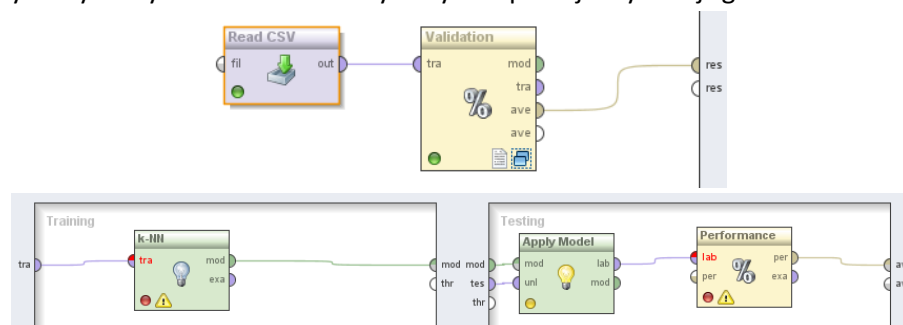 Read CSV
fil out
Validation
tra mod
tra
ave
ave
res
res
Training
k-NN
tra mod
exa
tra
mod
thr
Testing
mod
tes
thr
Apply Model
mod lab
unl mod
Performance
lab per
per exa